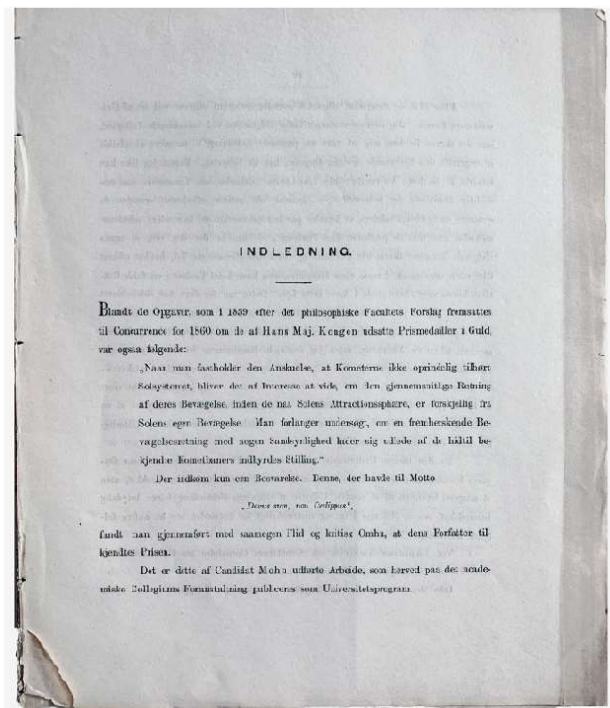 INDLEDNING.
Blandt de Opgaver, som i 1859 efter det philosophiske Facultets Forslag fremsattes
til Concurrence for 1860 om de af Hans Maj. Kongen udsatte Prismedailler i Guld,
var ogsaa følgende:
„Naar man fastholder den Anskuelse, at Kometerne ikke oprindelig tilhøre
Solsystemet, bliver det af Interesse at vide, om den gjennemsnitlige Retning
af deres Bevægelse, inden de naa Solens Attractionssphære, er forskjellig fra
Solens egen Bevægelse. Man forlanger undersøgt, om en fremherskende Be-
vægelsesretning med nogen Sandsynlighed lader sig udlede af de hidtil be-
kjendte Kometbaners indbyrdes Stilling.“
Der indkom kun een Besvarelse. Denne, der havde til Motto
„Davus sum, non Oedippus“,
fandt man gjennemført med saamegen Flid og kritisk Omhu, at dens Forfatter til-
kjendtes Prisen.
Det er dette af Candidat Mohn udførte Arbeide, som herved paa det acade-
miske Collegiums Foranstaltning publiceres som Universitetsprogram.